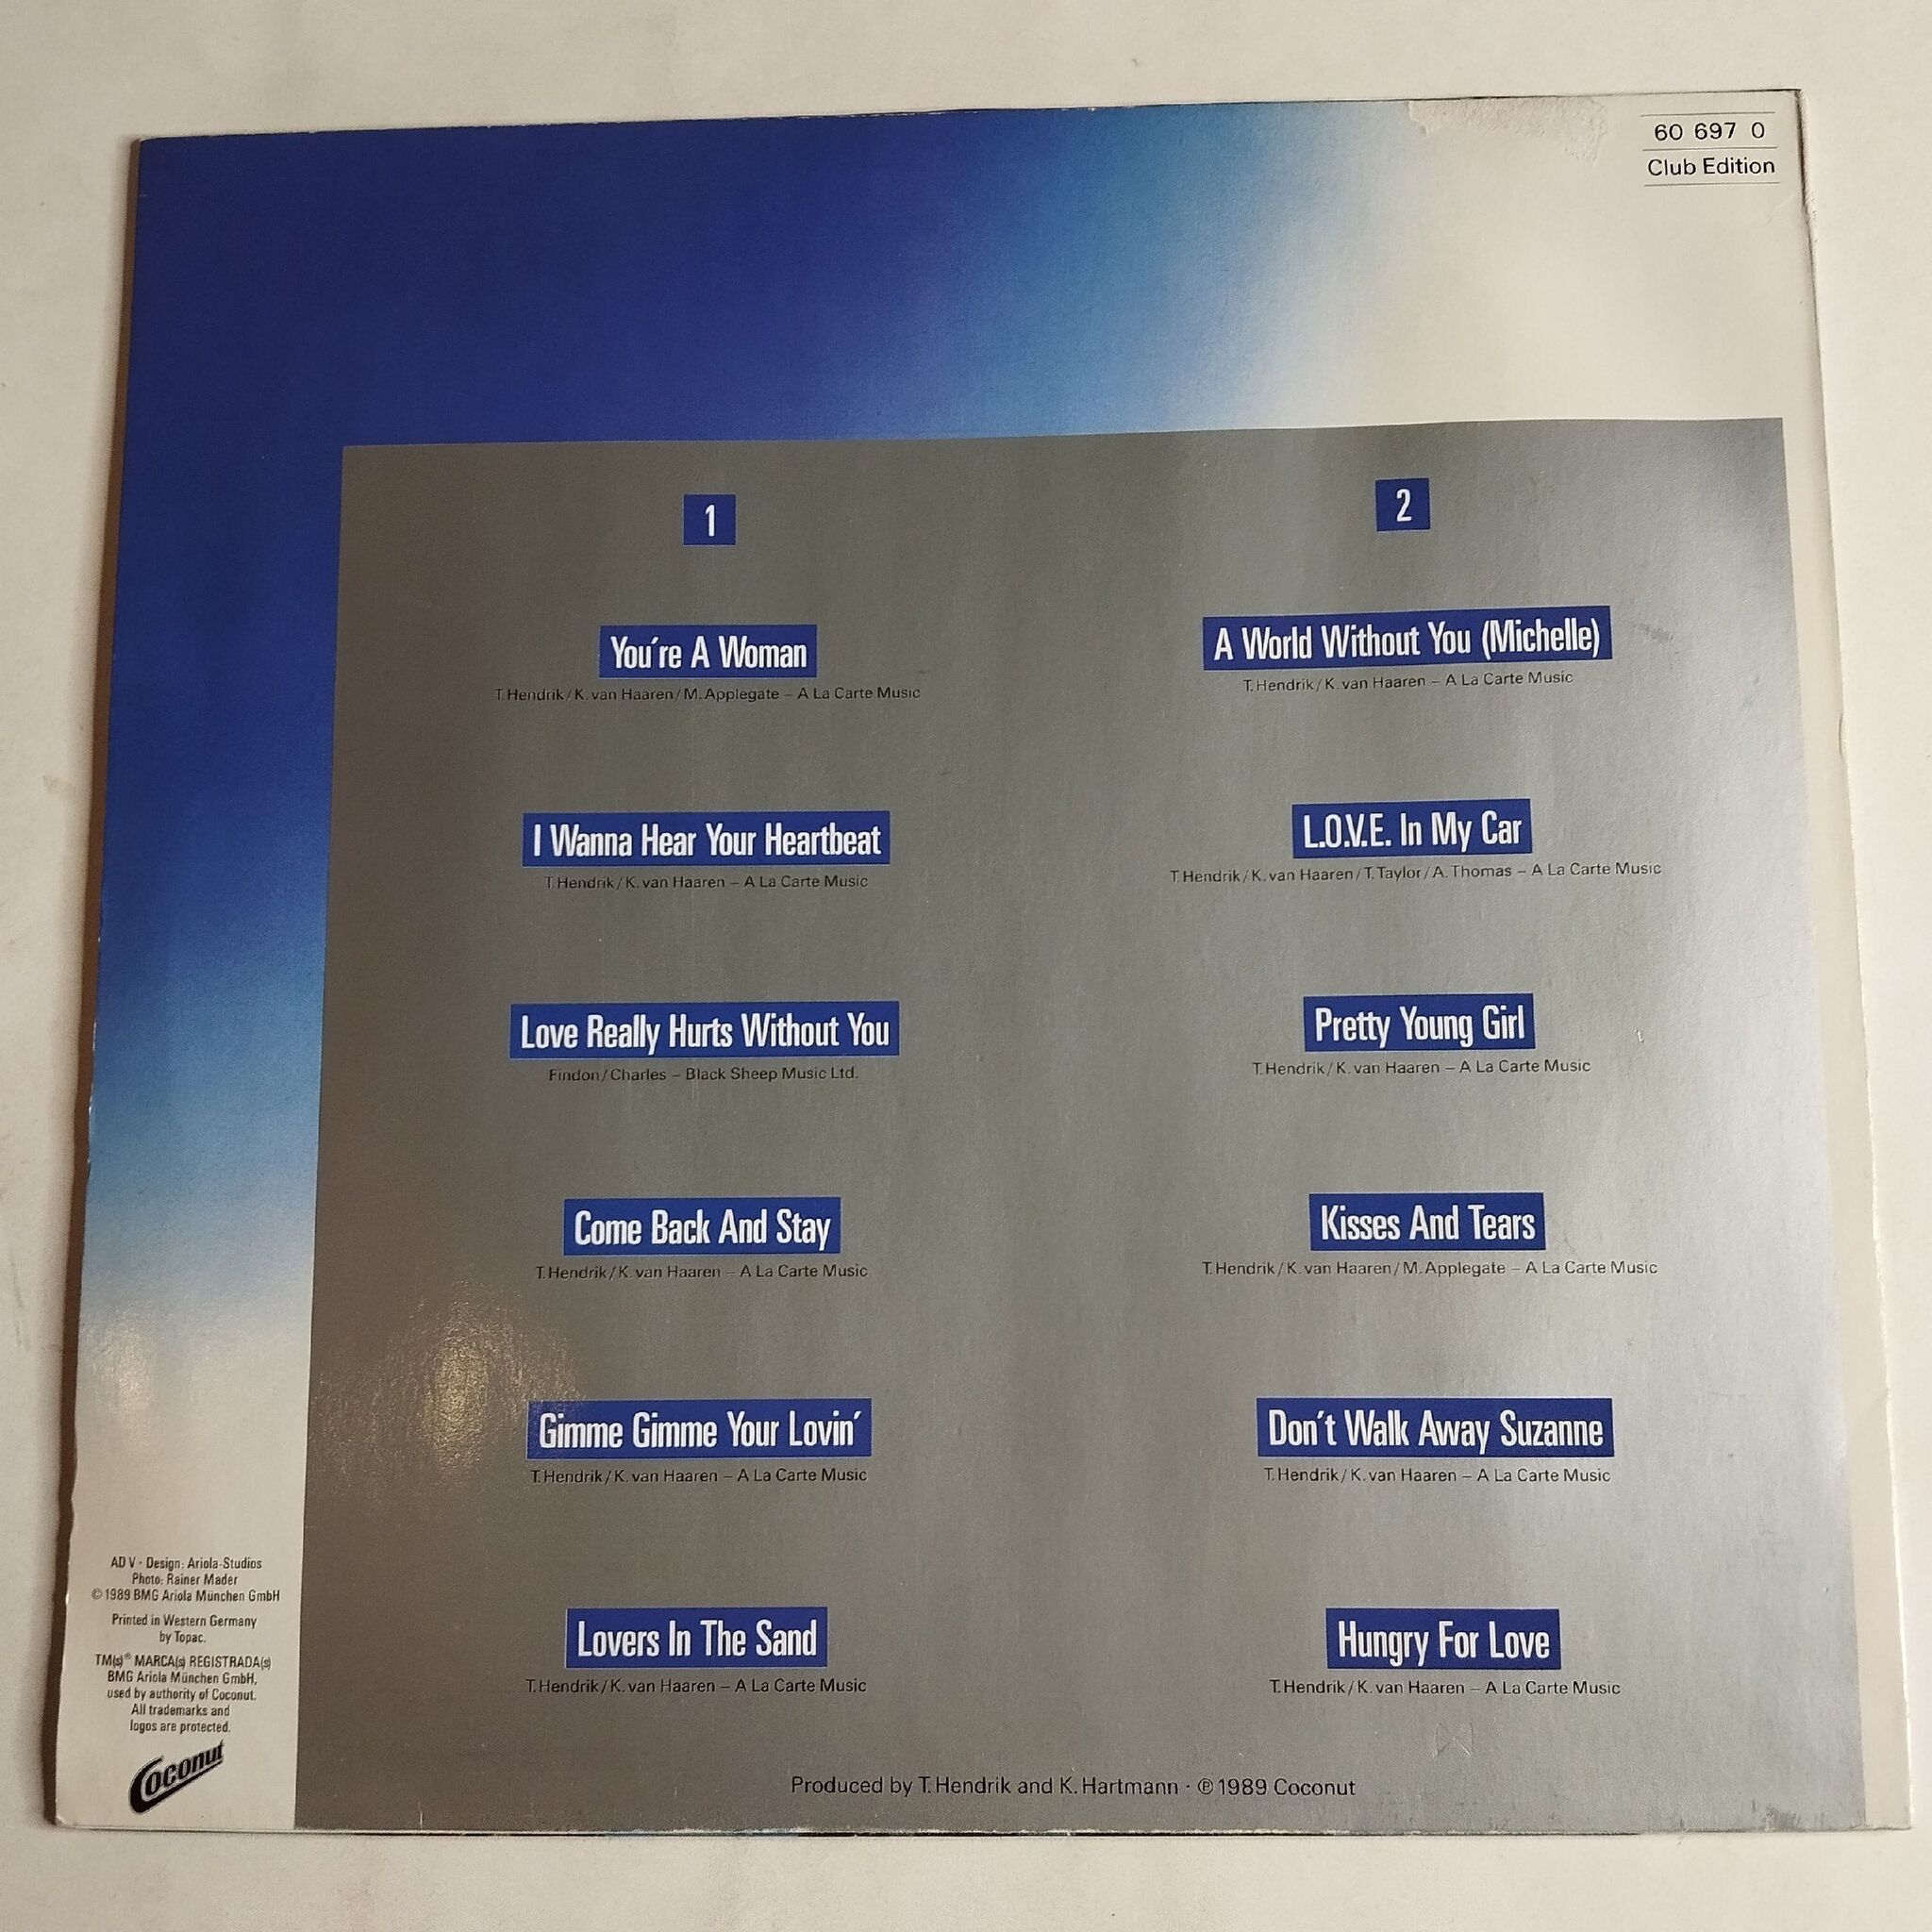 60 697 0
Club Edition
1
You´re A Woman
T. Hendrik / K. van Haaren / M. Applegate – A La Carte Music
I Wanna Hear Your Heartbeat
T. Hendrik / K. van Haaren – A La Carte Music
Love Really Hurts Without You
Findon / Charles – Black Sheep Music Ltd.
Come Back And Stay
T. Hendrik / K. van Haaren – A La Carte Music
Gimme Gimme Your Lovin´
T. Hendrik / K. van Haaren – A La Carte Music
Lovers In The Sand
T. Hendrik / K. van Haaren – A La Carte Music
2
A World Without You (Michelle)
T. Hendrik / K. van Haaren – A La Carte Music
L.O.V.E. In My Car
T. Hendrik / K. van Haaren / T. Taylor / A. Thomas – A La Carte Music
Pretty Young Girl
T. Hendrik / K. van Haaren – A La Carte Music
Kisses And Tears
T. Hendrik / K. van Haaren / M. Applegate – A La Carte Music
Don´t Walk Away Suzanne
T. Hendrik / K. van Haaren – A La Carte Music
Hungry For Love
T. Hendrik / K. van Haaren – A La Carte Music
Produced by T. Hendrik and K. Hartmann · ℗ 1989 Coconut
AD V · Design: Ariola-Studios
Photo: Rainer Mader
© 1989 BMG Ariola München GmbH
Printed in Western Germany
by Topac.
TM(s)® MARCA(s) REGISTRADA(s)
BMG Ariola München GmbH,
used by authority of Coconut.
All trademarks and
logos are protected.
Coconut